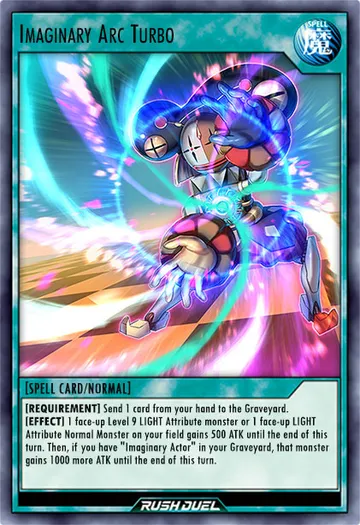 IMAGINARY ARC TURBO
SPELL
魔
[SPELL CARD/NORMAL]
[REQUIREMENT] Send 1 card from your hand to the Graveyard.
[EFFECT] 1 face-up Level 9 LIGHT Attribute monster or 1 face-up LIGHT
Attribute Normal Monster on your field gains 500 ATK until the end of this
turn. Then, if you have "Imaginary Actor" in your Graveyard, that monster
gains 1000 more ATK until the end of this turn.
RUSH DUEL